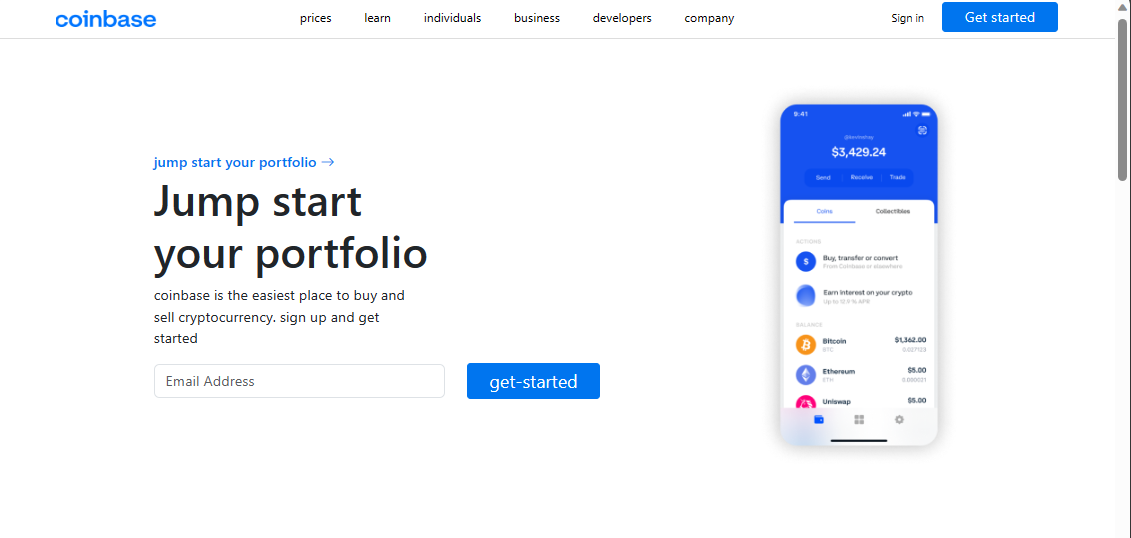 coinbase
prices learn individuals business developers company Sign in Get started
jump start your portfolio →
Jump start
your portfolio
coinbase is the easiest place to buy and
sell cryptocurrency. sign up and get
started
Email Address get-started
9:41
$3,429.24
Send Receive Trade
Coins Collectibles
ACTIONS
$ Buy, transfer or convert
From Coinbase or elsewhere
Earn interest on your crypto
Up to 12.9 % APR
BALANCE
Bitcoin $1,362.00
BTC 0.027123
Ethereum $5.00
ETH
Uniswap $5.00